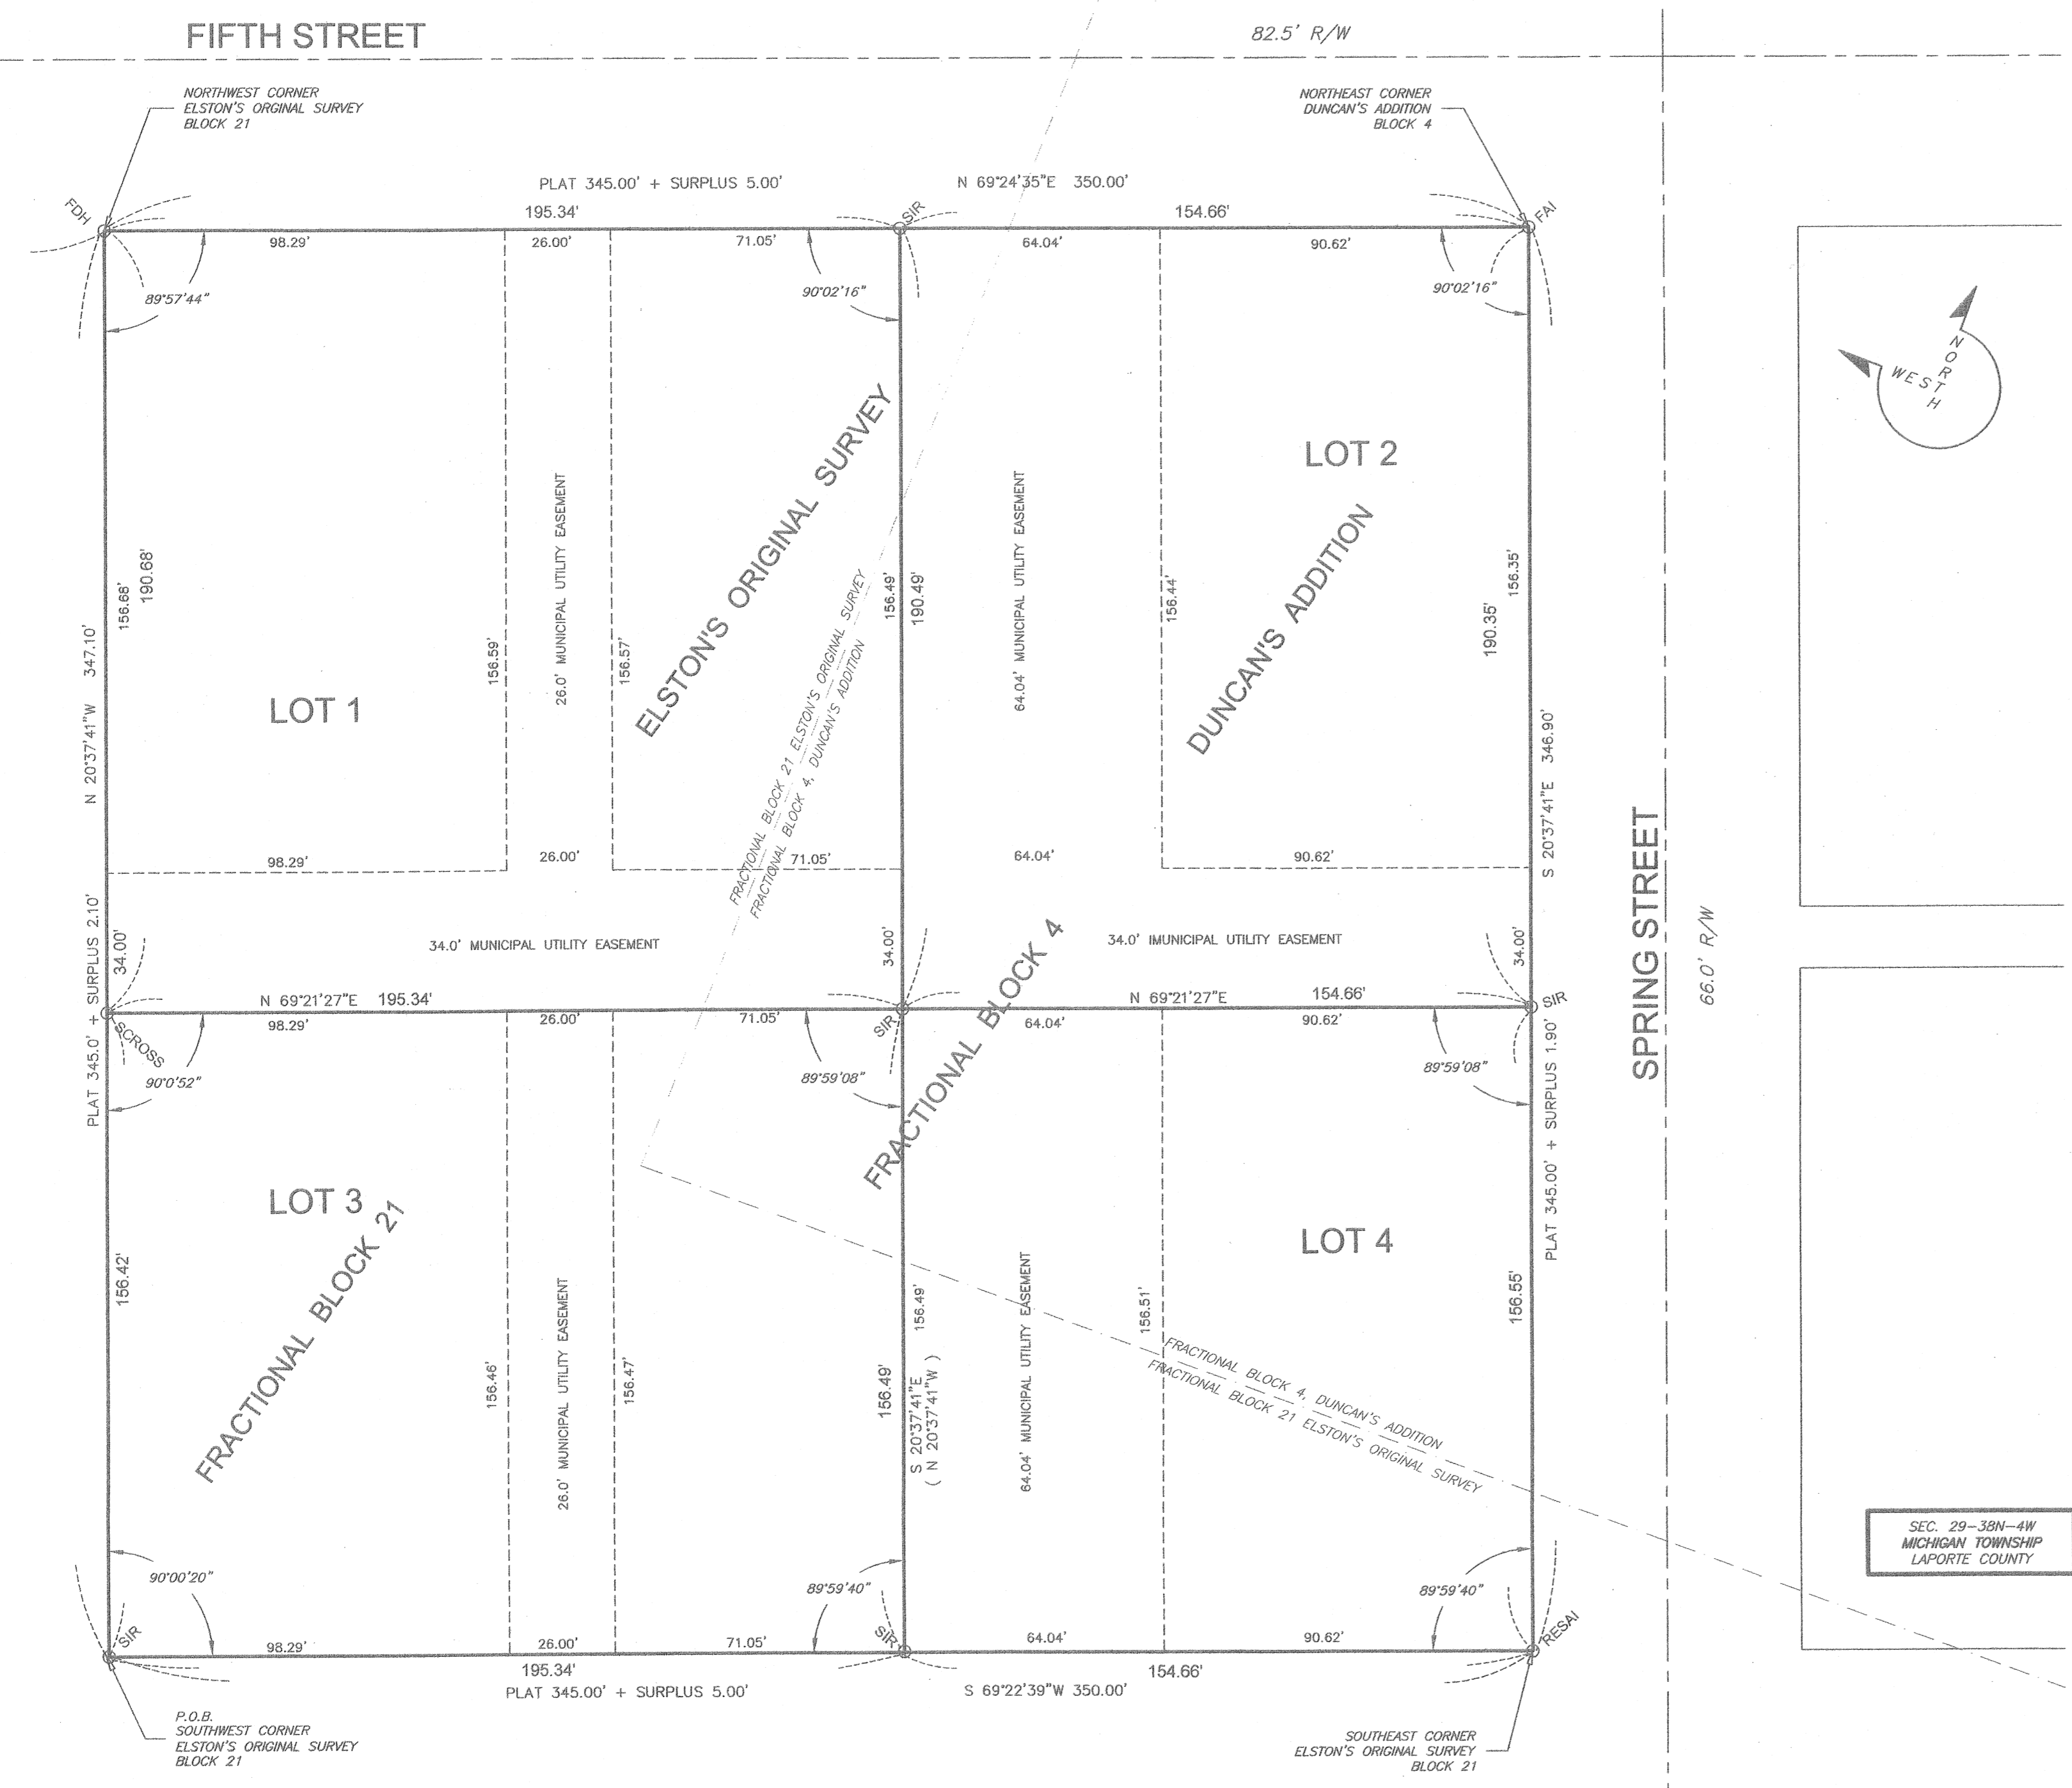 FIFTH STREET
82.5' R/W
NORTHWEST CORNER
ELSTON'S ORGINAL SURVEY
BLOCK 21
NORTHEAST CORNER
DUNCAN'S ADDITION
BLOCK 4
PLAT 345.00' + SURPLUS 5.00'
N 69°24'35"E 350.00'
FDH
195.34'
SIR
154.66'
FAI
98.29'
26.00'
71.05'
64.04'
90.62'
89°57'44"
90°02'16"
90°02'16"
NORTH
WEST
LOT 2
ELSTON'S ORIGINAL SURVEY
DUNCAN'S ADDITION
26.0' MUNICIPAL UTILITY EASEMENT
64.04' MUNICIPAL UTILITY EASEMENT
156.68'
190.68'
156.59'
156.57'
156.49'
190.49'
156.44'
190.35'
156.35'
N 20°37'41"W 347.10'
S 20°37'41"E 346.90'
LOT 1
FRACTIONAL BLOCK 21 ELSTON'S ORIGINAL SURVEY
FRACTIONAL BLOCK 4, DUNCAN'S ADDITION
98.29'
26.00'
71.05'
64.04'
90.62'
SPRING STREET
66.0' R/W
PLAT 345.0' + SURPLUS 2.10'
34.00'
34.0' MUNICIPAL UTILITY EASEMENT
34.00'
34.0' IMUNICIPAL UTILITY EASEMENT
34.00'
FRACTIONAL BLOCK 4
N 69°21'27"E 195.34'
N 69°21'27"E 154.66'
SIR
SCROSS
98.29'
26.00'
71.05'
SIR
64.04'
90.62'
90°0'52"
89°59'08"
89°59'08"
PLAT 345.00' + SURPLUS 1.90'
LOT 3
FRACTIONAL BLOCK 21
LOT 4
156.42'
156.46'
26.0' MUNICIPAL UTILITY EASEMENT
156.47'
156.49'
156.49'
S 20°37'41"E
( N 20°37'41"W )
64.04' MUNICIPAL UTILITY EASEMENT
156.51'
156.55'
FRACTIONAL BLOCK 4, DUNCAN'S ADDITION
FRACTIONAL BLOCK 21 ELSTON'S ORIGINAL SURVEY
SEC. 29-38N-4W
MICHIGAN TOWNSHIP
LAPORTE COUNTY
90°00'20"
89°59'40"
89°59'40"
SIR
98.29'
26.00'
71.05'
SIR
64.04'
90.62'
RESAI
195.34'
154.66'
PLAT 345.00' + SURPLUS 5.00'
S 69°22'39"W 350.00'
P.O.B.
SOUTHWEST CORNER
ELSTON'S ORIGINAL SURVEY
BLOCK 21
SOUTHEAST CORNER
ELSTON'S ORIGINAL SURVEY
BLOCK 21